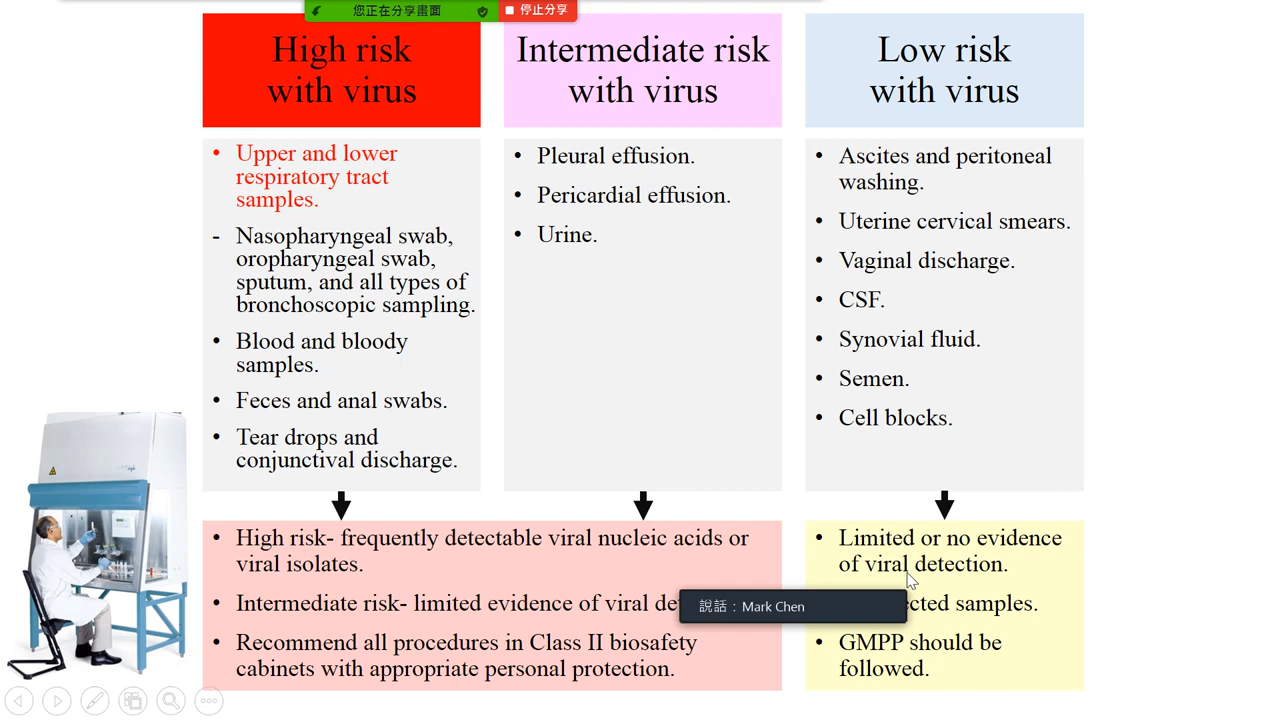 您正在分享畫面
停止分享
High risk
with virus
Intermediate risk
with virus
Low risk
with virus
• Upper and lower
respiratory tract
samples.
- Nasopharyngeal swab,
oropharyngeal swab,
sputum, and all types of
bronchoscopic sampling.
• Blood and bloody
samples.
• Feces and anal swabs.
• Tear drops and
conjunctival discharge.
• Pleural effusion.
• Pericardial effusion.
• Urine.
• Ascites and peritoneal
washing.
• Uterine cervical smears.
• Vaginal discharge.
• CSF.
• Synovial fluid.
• Semen.
• Cell blocks.
• High risk- frequently detectable viral nucleic acids or
viral isolates.
• Intermediate risk- limited evidence of viral
• Recommend all procedures in Class II biosafety
cabinets with appropriate personal protection.
說話：Mark Chen
• Limited or no evidence
of viral detection.
samples.
• GMPP should be
followed.